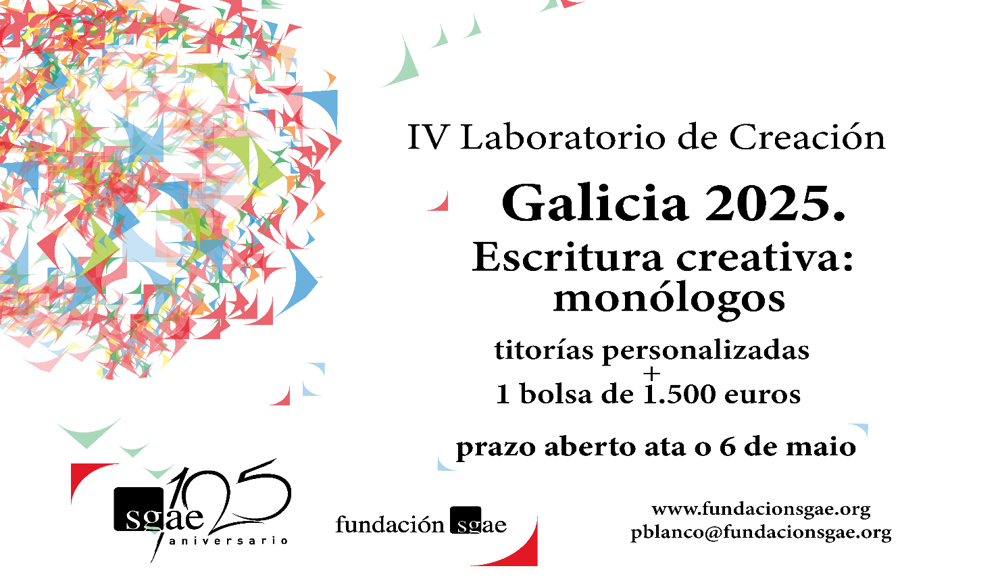 IV Laboratorio de Creación
Galicia 2025.
Escritura creativa:
monólogos
titorías personalizadas
+
1 bolsa de 1.500 euros
prazo aberto ata o 6 de maio
sgae 125
aniversario
fundación sgae
www.fundacionsgae.org
pblanco@fundacionsgae.org